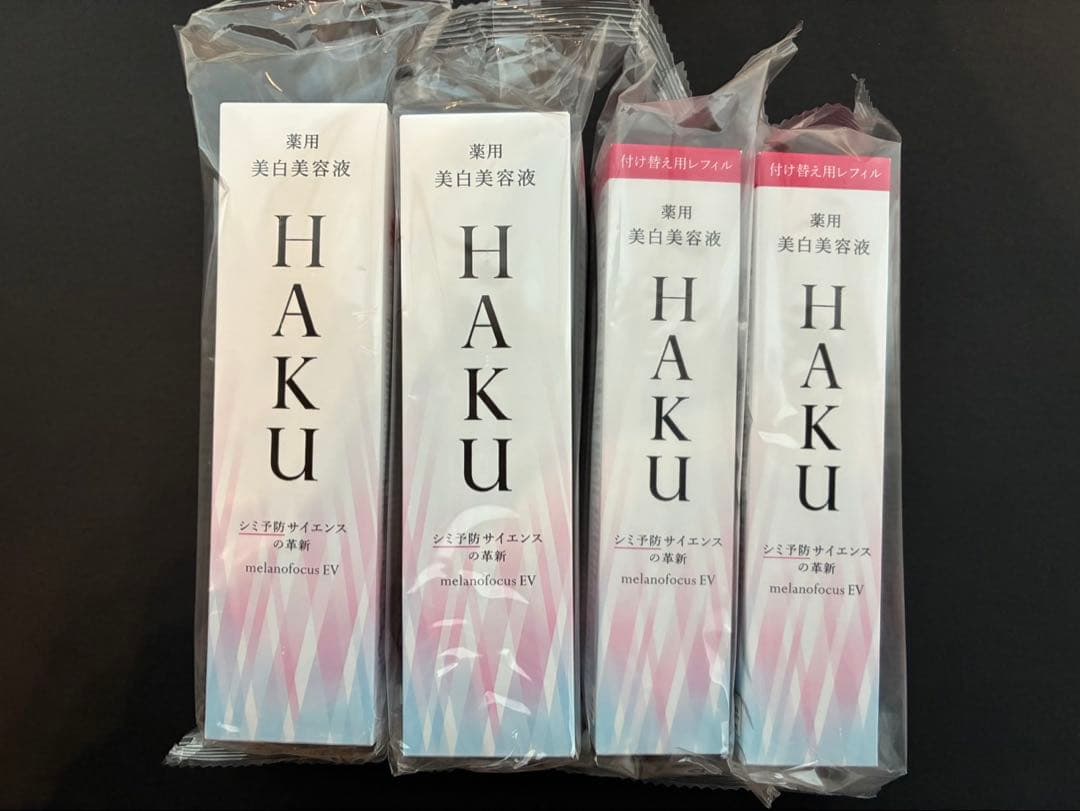 薬用
美白美容液
HAKU
シミ予防サイエンス
の革新
melanofocus EV
薬用
美白美容液
HAKU
シミ予防サイエンス
の革新
melanofocus EV
付け替え用レフィル
薬用
美白美容液
HAKU
シミ予防サイエンス
の革新
melanofocus EV
付け替え用レフィル
薬用
美白美容液
HAKU
シミ予防サイエンス
の革新
melanofocus EV